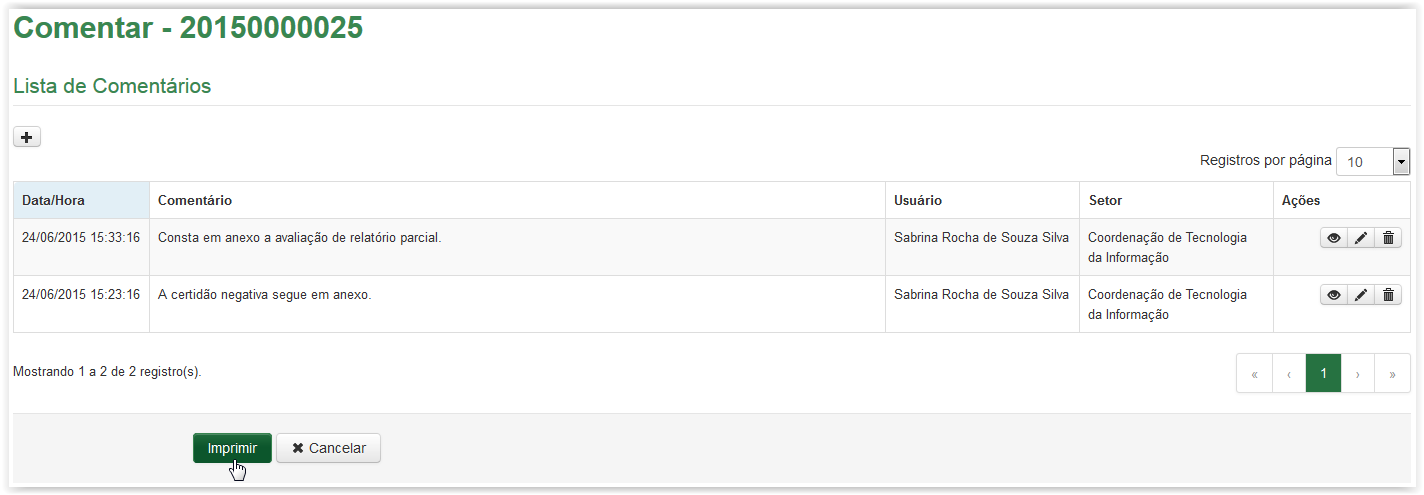 Comentar - 20150000025
Lista de Comentários
Registros por página 10
Data/Hora Comentário Usuário Setor Ações
24/06/2015 15:33:16 Consta em anexo a avaliação de relatório parcial. Sabrina Rocha de Souza Silva Coordenação de Tecnologia
da Informação
24/06/2015 15:23:16 A certidão negativa segue em anexo. Sabrina Rocha de Souza Silva Coordenação de Tecnologia
da Informação
Mostrando 1 a 2 de 2 registro(s).
« ‹ 1 › »
Imprimir Cancelar